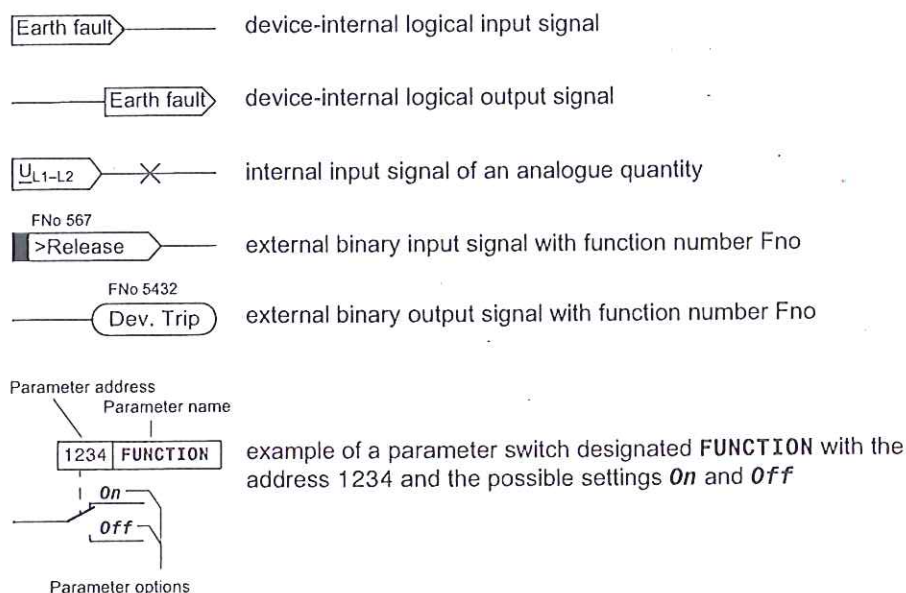 Earth fault device-internal logical input signal
Earth fault device-internal logical output signal
UL1–L2 internal input signal of an analogue quantity
FNo 567
>Release external binary input signal with function number Fno
FNo 5432
Dev. Trip external binary output signal with function number Fno
Parameter address
Parameter name
1234 FUNCTION example of a parameter switch designated FUNCTION with the
address 1234 and the possible settings On and Off
On
Off
Parameter options